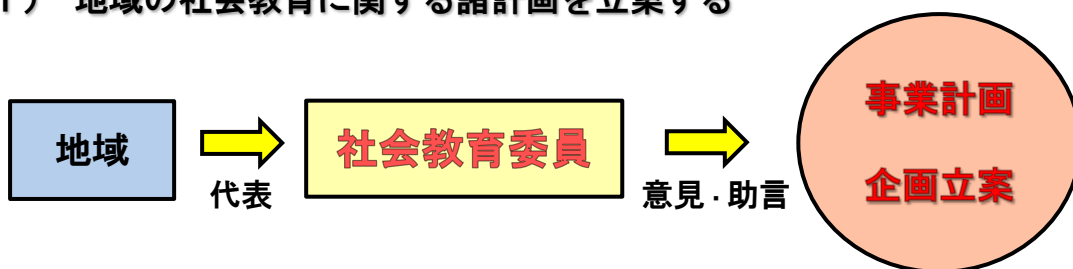 1） 地域の社会教育に関する諸計画を立案する
地域
代表
社会教育委員
意見・助言
事業計画
企画立案